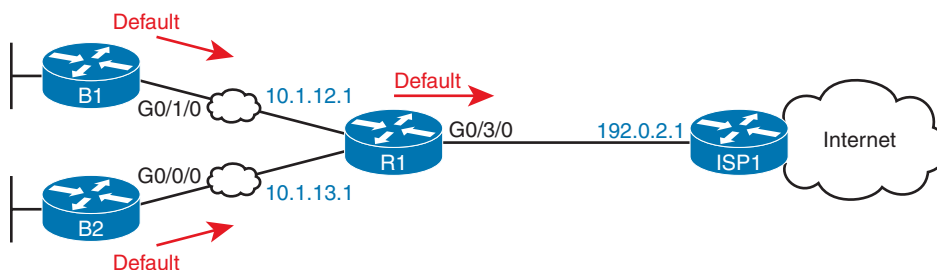 Default
B1
G0/1/0
10.1.12.1
Default
R1
G0/3/0
192.0.2.1
ISP1
Internet
G0/0/0
10.1.13.1
B2
Default